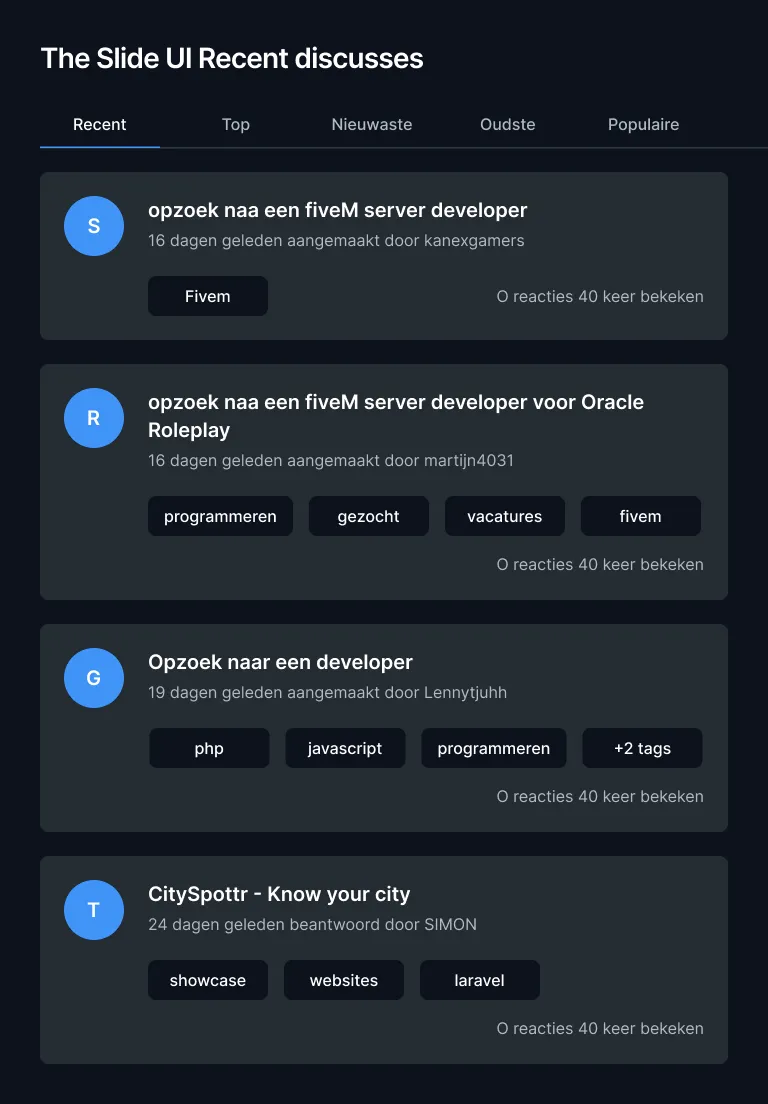 The Slide UI Recent discusses
Recent Top Nieuwaste Oudste Populaire
S
opzoek naa een fiveM server developer
16 dagen geleden aangemaakt door kanexgamers
Fivem
O reacties 40 keer bekeken
R
opzoek naa een fiveM server developer voor Oracle
Roleplay
16 dagen geleden aangemaakt door martijn4031
programmeren gezocht vacatures fivem
O reacties 40 keer bekeken
G
Opzoek naar een developer
19 dagen geleden aangemaakt door Lennytjuhh
php javascript programmeren +2 tags
O reacties 40 keer bekeken
T
CitySpottr - Know your city
24 dagen geleden beantwoord door SIMON
showcase websites laravel
O reacties 40 keer bekeken